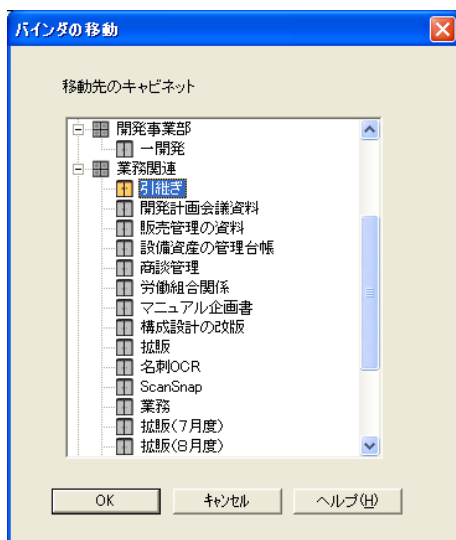 バインダの移動
移動先のキャビネット
開発事業部
一開発
業務関連
引継ぎ
開発計画会議資料
販売管理の資料
設備資産の管理台帳
商談管理
労働組合関係
マニュアル企画書
構成設計の改版
拡販
名刺OCR
ScanSnap
業務
拡販(7月度)
拡販(8月度)
OK キャンセル ヘルプ(H)